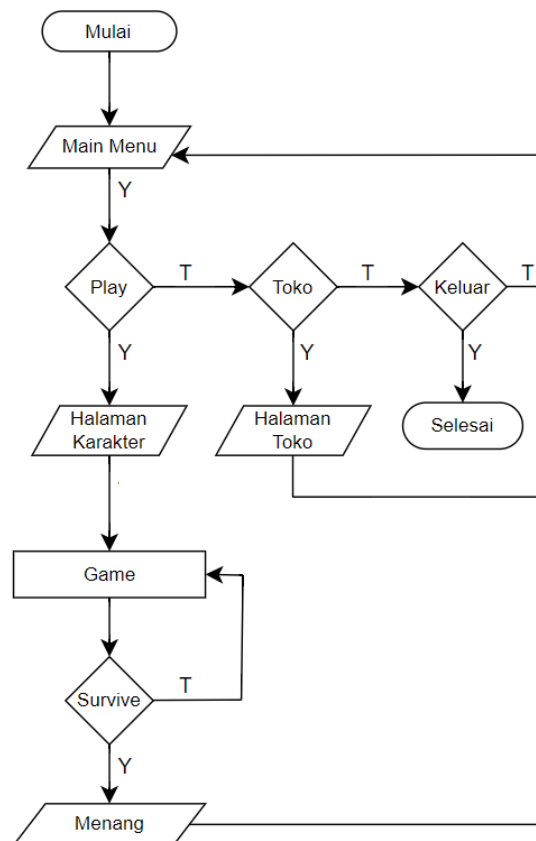 Mulai
Main Menu
Y
Play
T
Toko
T
Keluar
T
Y
Y
Y
Halaman
Karakter
Halaman
Toko
Selesai
Game
Survive
T
Y
Menang